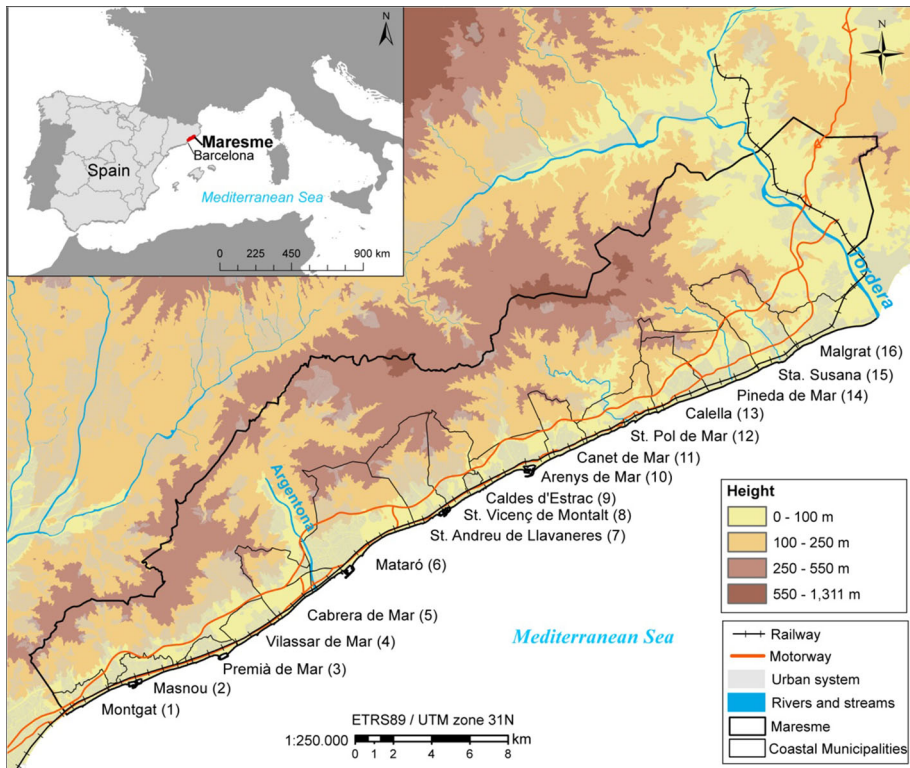 N
N
Maresme
Barcelona
Spain
Mediterranean Sea
0 225 450 900 km
Tordera
Malgrat (16)
Sta. Susana (15)
Pineda de Mar (14)
Calella (13)
St. Pol de Mar (12)
Canet de Mar (11)
Arenys de Mar (10)
Caldes d'Estrac (9)
St. Vicenç de Montalt (8)
St. Andreu de Llavaneres (7)
Argentona
Mataró (6)
Cabrera de Mar (5)
Vilassar de Mar (4)
Premià de Mar (3)
Masnou (2)
Montgat (1)
Mediterranean Sea
Height
0 - 100 m
100 - 250 m
250 - 550 m
550 - 1,311 m
Railway
Motorway
Urban system
Rivers and streams
Maresme
Coastal Municipalities
ETRS89 / UTM zone 31N
1:250.000 km
0 1 2 4 6 8